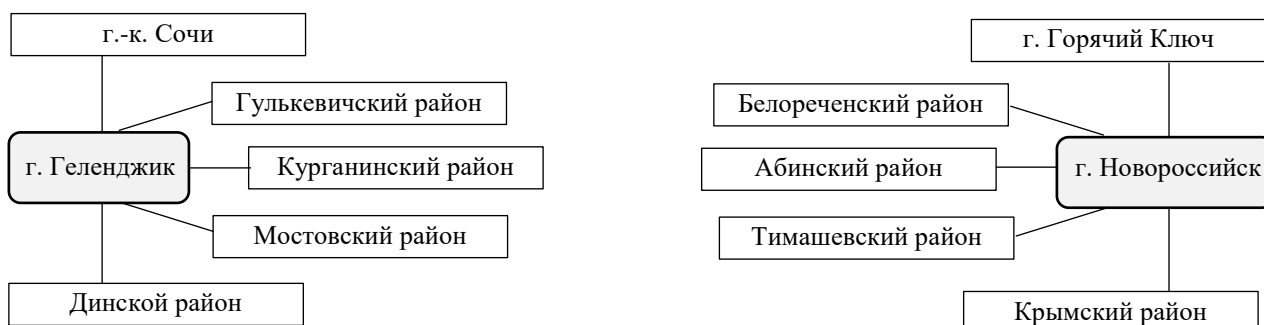 г.-к. Сочи
Гулькевичский район
г. Геленджик
Курганинский район
Мостовский район
Динской район
г. Горячий Ключ
Белореченский район
Абинский район
г. Новороссийск
Тимашевский район
Крымский район